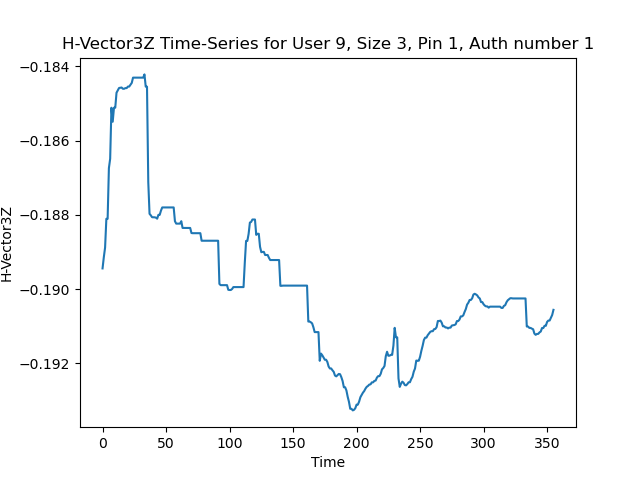 H-Vector3Z Time-Series for User 9, Size 3, Pin 1, Auth number 1
−0.184
−0.186
−0.188
−0.190
−0.192
H-Vector3Z
0 50 100 150 200 250 300 350
Time